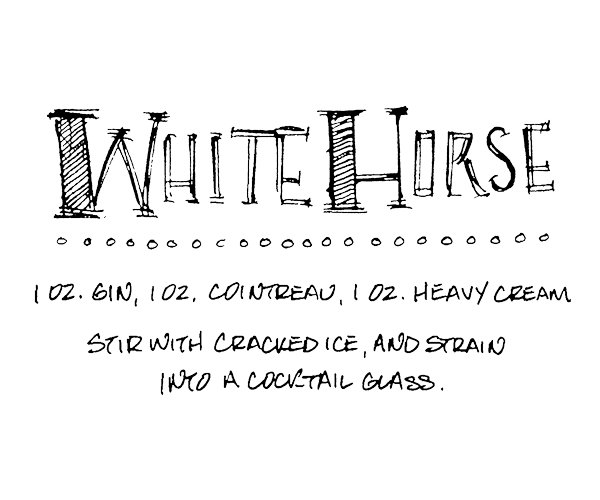 WHITE HORSE
1 OZ. GIN, 1 OZ. COINTREAU, 1 OZ. HEAVY CREAM
STIR WITH CRACKED ICE, AND STRAIN
INTO A COCKTAIL GLASS.